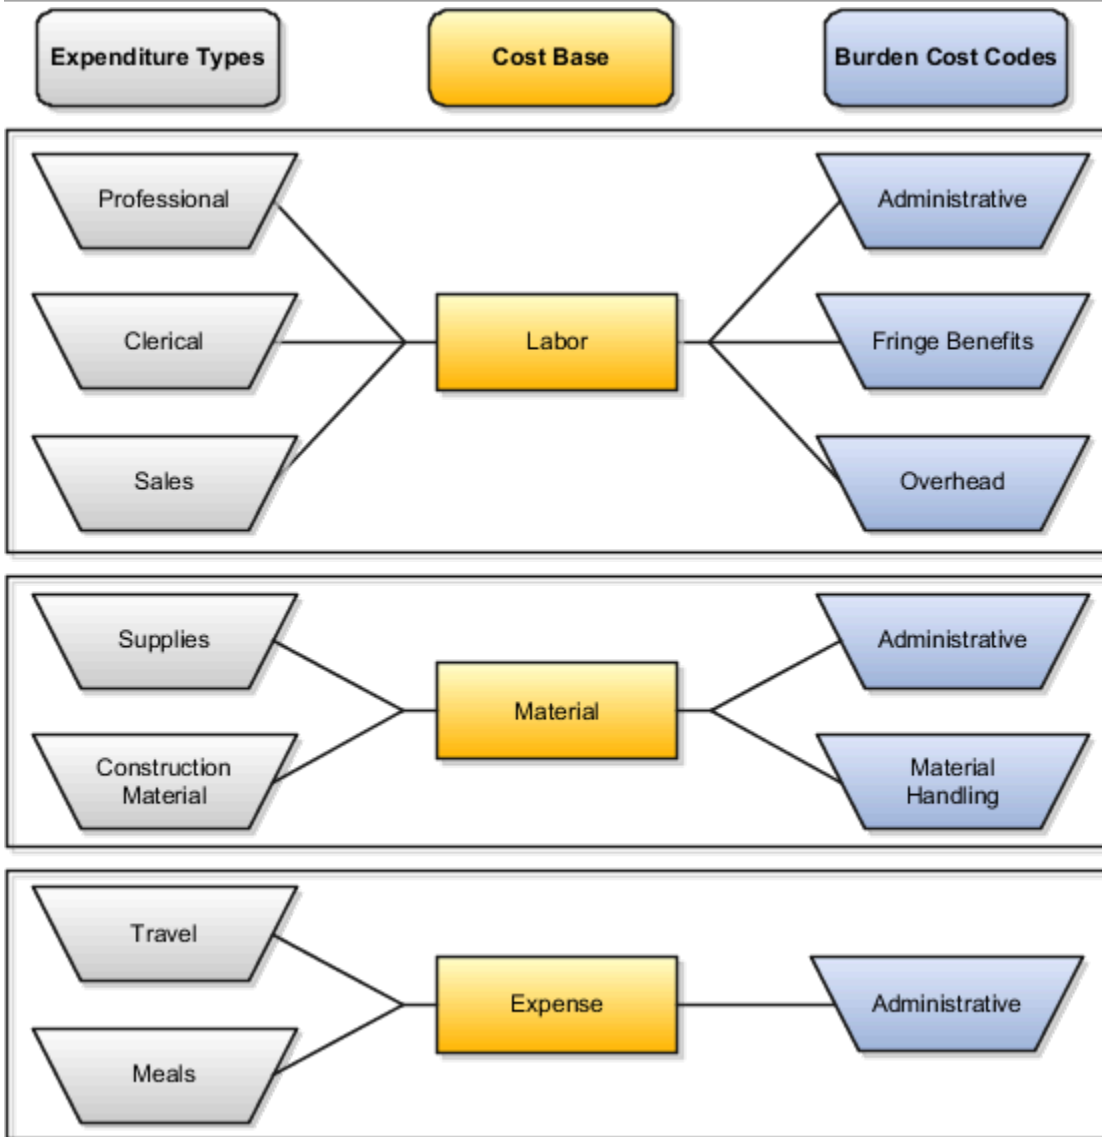 Expenditure Types
Cost Base
Burden Cost Codes
Professional
Administrative
Clerical
Labor
Fringe Benefits
Sales
Overhead
Supplies
Administrative
Material
Construction
Material
Material
Handling
Travel
Expense
Administrative
Meals